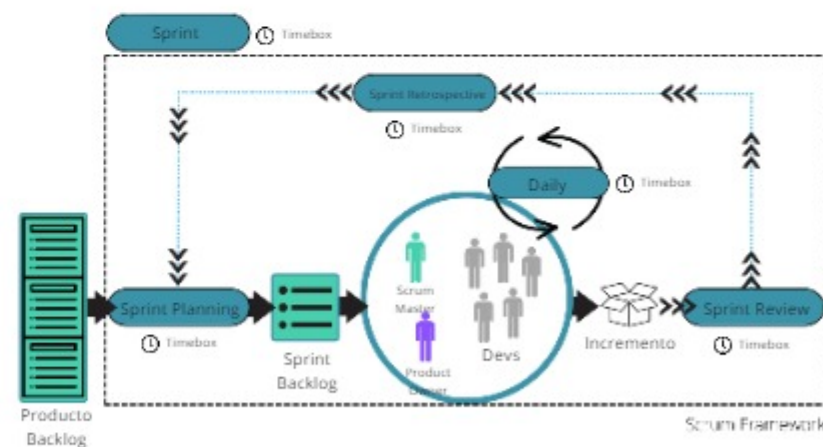 Sprint
Timebox
Sprint Retrospective
Timebox
Daily
Timebox
Scrum
Master
Product
Owner
Devs
Sprint Planning
Timebox
Sprint
Backlog
Incremento
Sprint Review
Timebox
Producto
Backlog
Scrum Framework